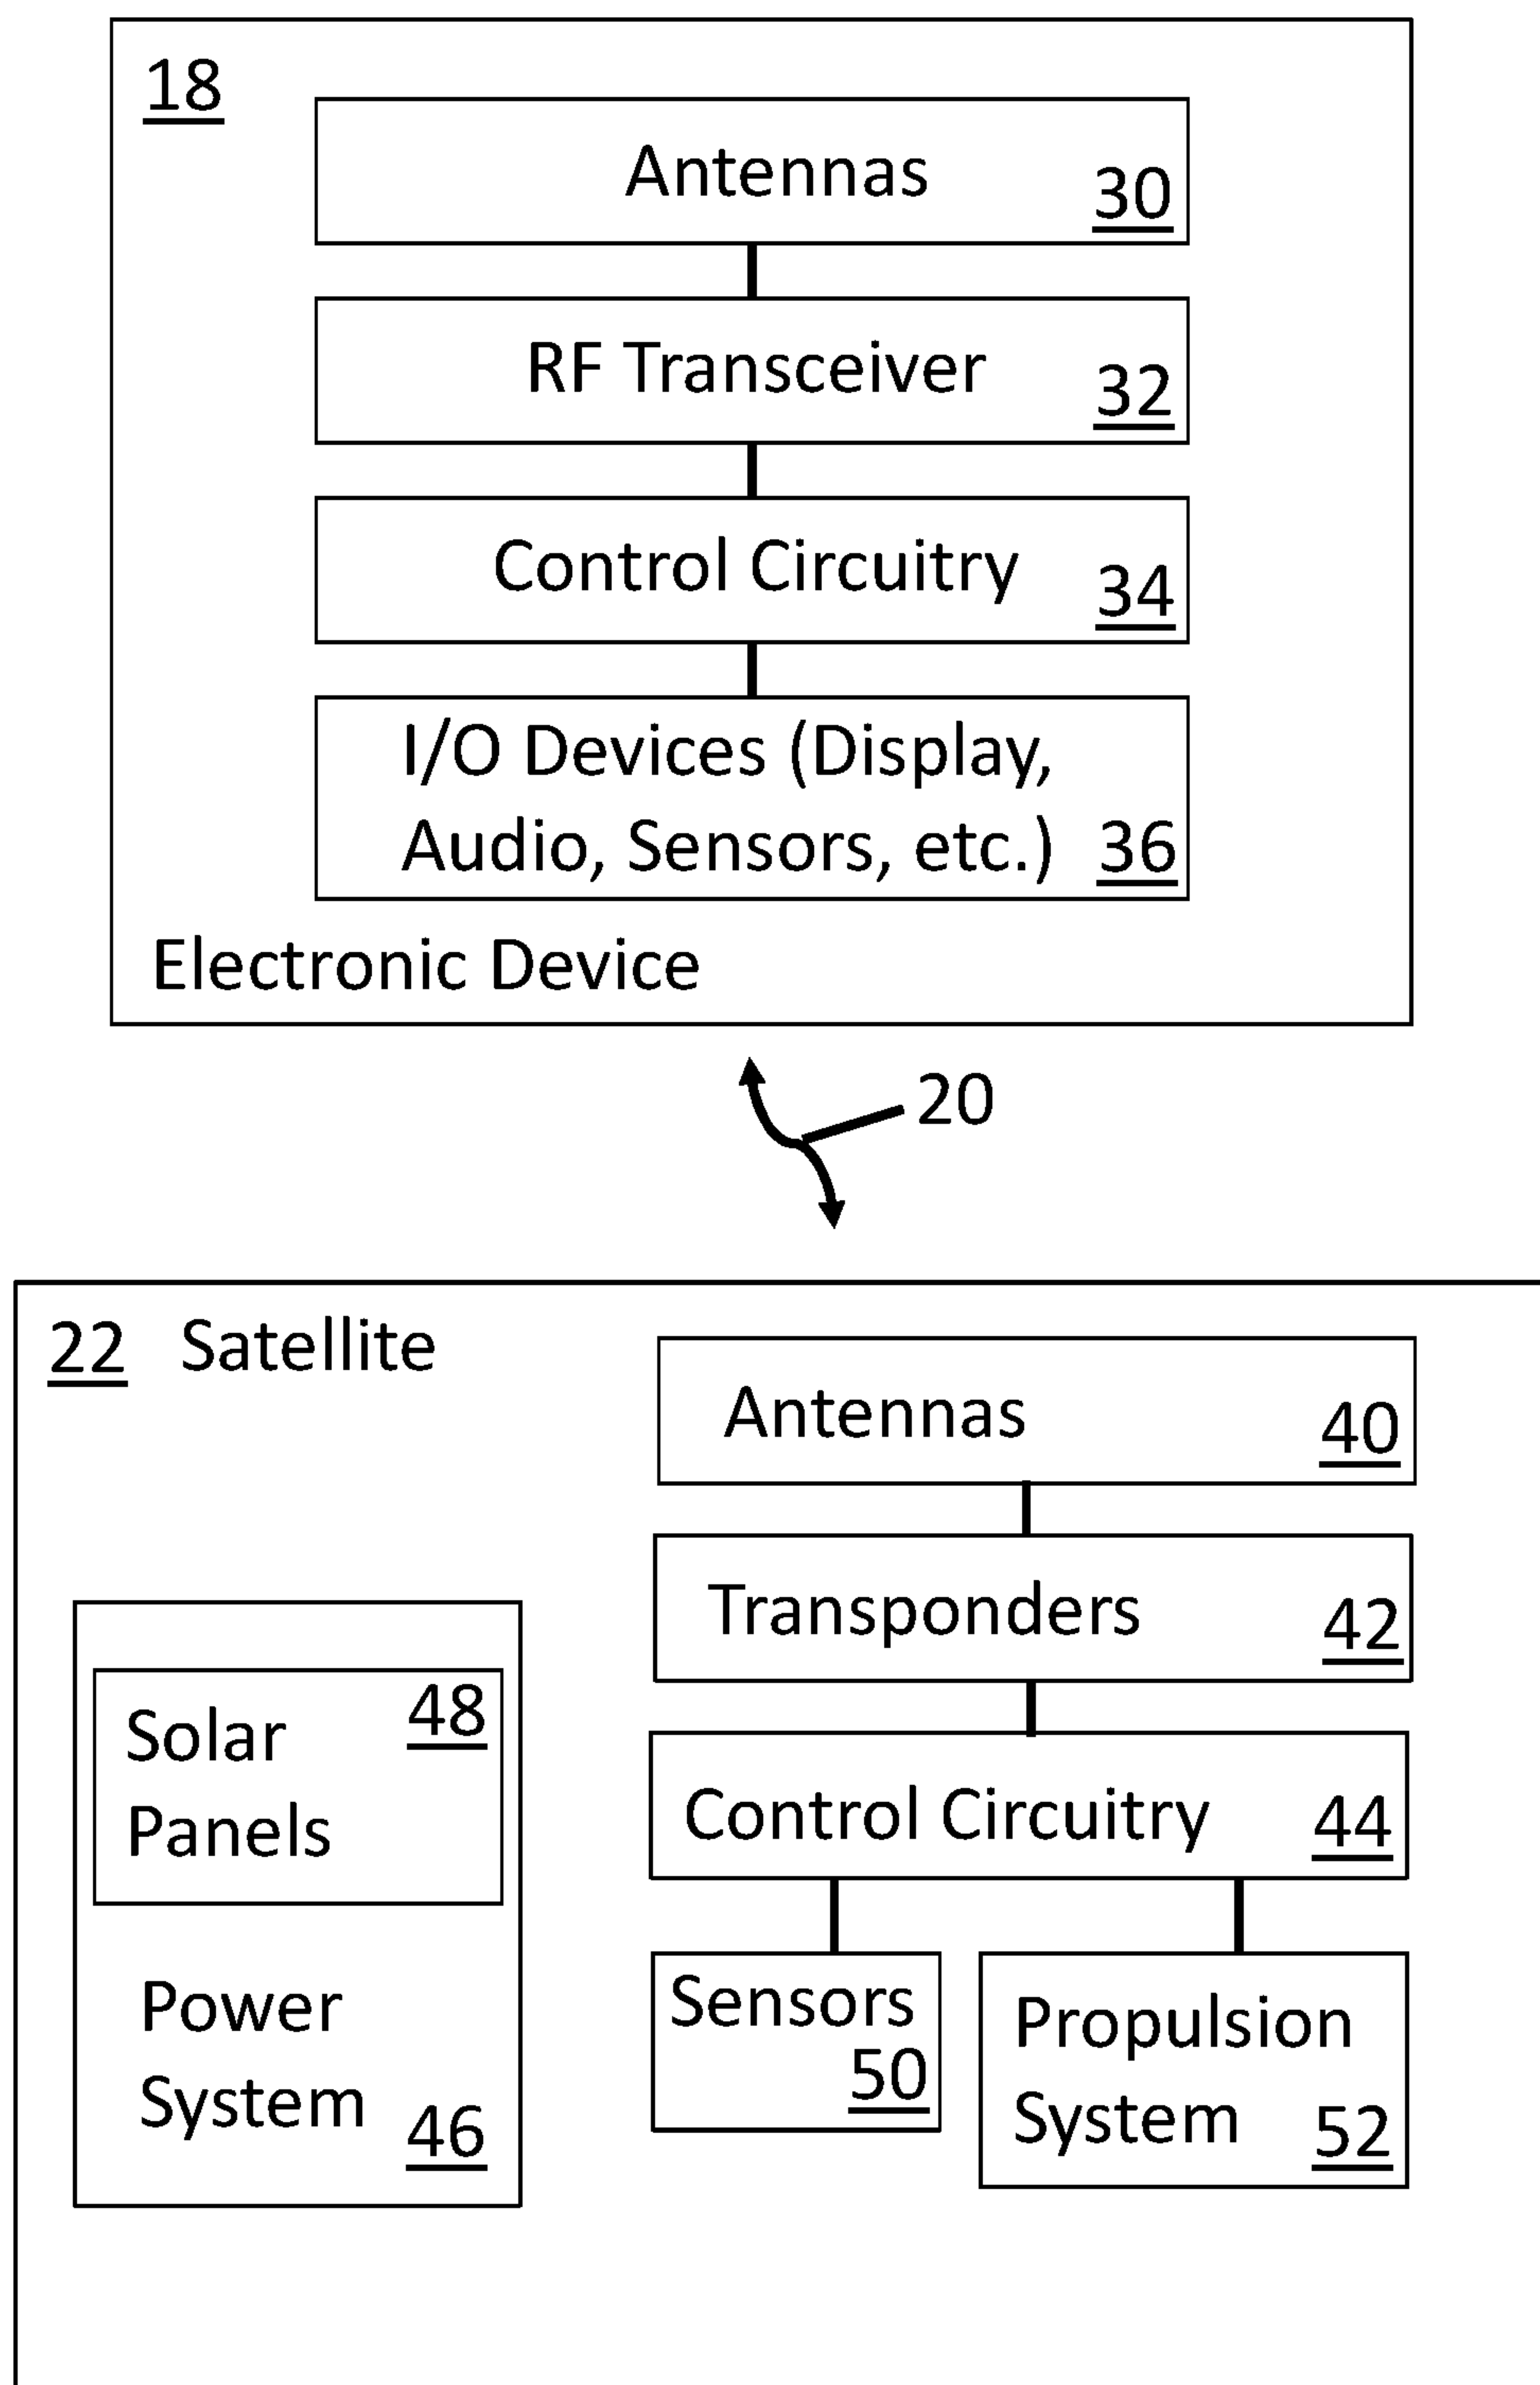 18
Antennas
30
RF Transceiver
32
Control Circuitry
34
I/O Devices (Display,
Audio, Sensors, etc.) 36
Electronic Device
20
22 Satellite
Antennas
40
Transponders
42
Solar
48
Panels
Control Circuitry
44
Power
System
46
Sensors
50
Propulsion
System
52